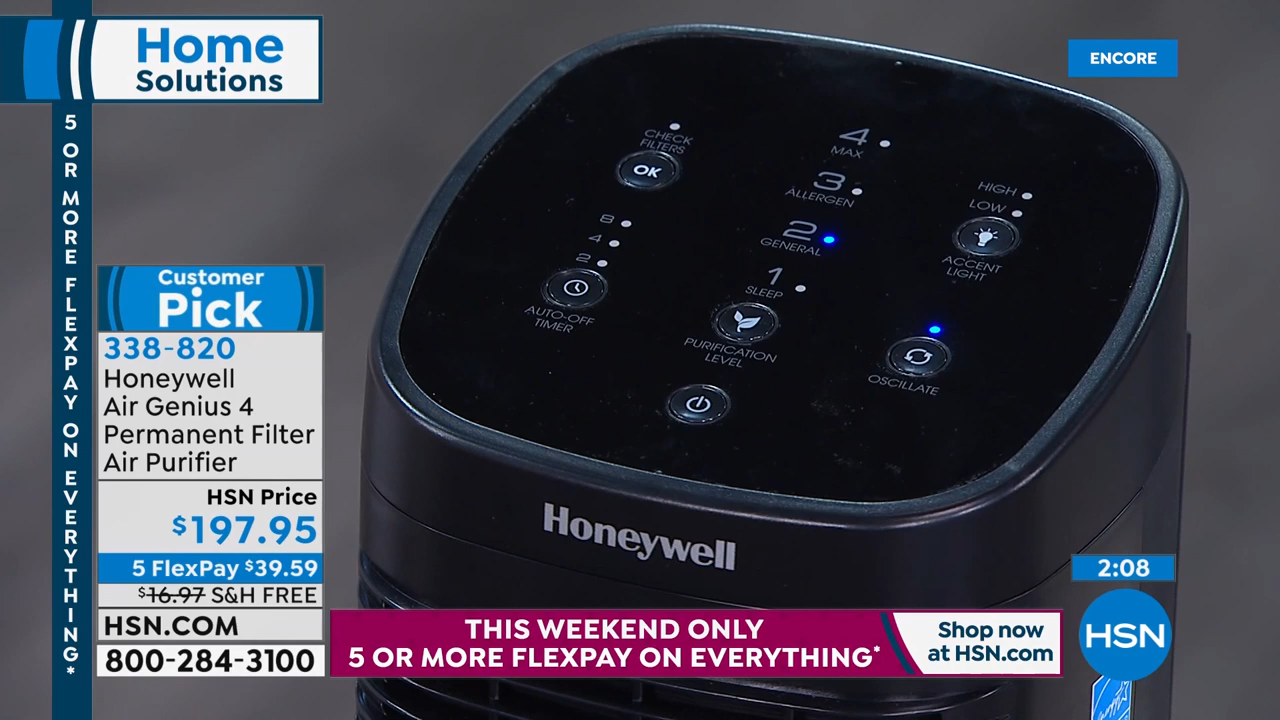 Home
Solutions
ENCORE
5 OR MORE FLEXPAY ON EVERYTHING*
Customer
Pick
338-820
Honeywell
Air Genius 4
Permanent Filter
Air Purifier
HSN Price
$197.95
5 FlexPay $39.59
$16.97 S&H FREE
HSN.COM
800-284-3100
CHECK
FILTERS
OK
8
4
2
AUTO-OFF
TIMER
4
MAX
3
ALLERGEN
2
GENERAL
1
SLEEP
PURIFICATION
LEVEL
HIGH
LOW
ACCENT
LIGHT
OSCILLATE
Honeywell
THIS WEEKEND ONLY
5 OR MORE FLEXPAY ON EVERYTHING*
Shop now
at HSN.com
2:08
HSN